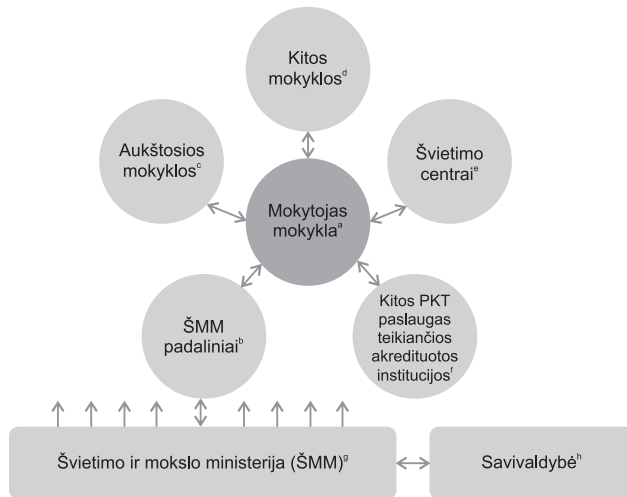 Kitos
mokyklos^d
Aukštosios
mokyklos^c
Švietimo
centrai^e
Mokytojas
mokykla^a
ŠMM
padaliniai^b
Kitos PKT
paslaugas
teikiančios
akredituotos
institucijos^f
Švietimo ir mokslo ministerija (ŠMM)^g
Savivaldybė^h